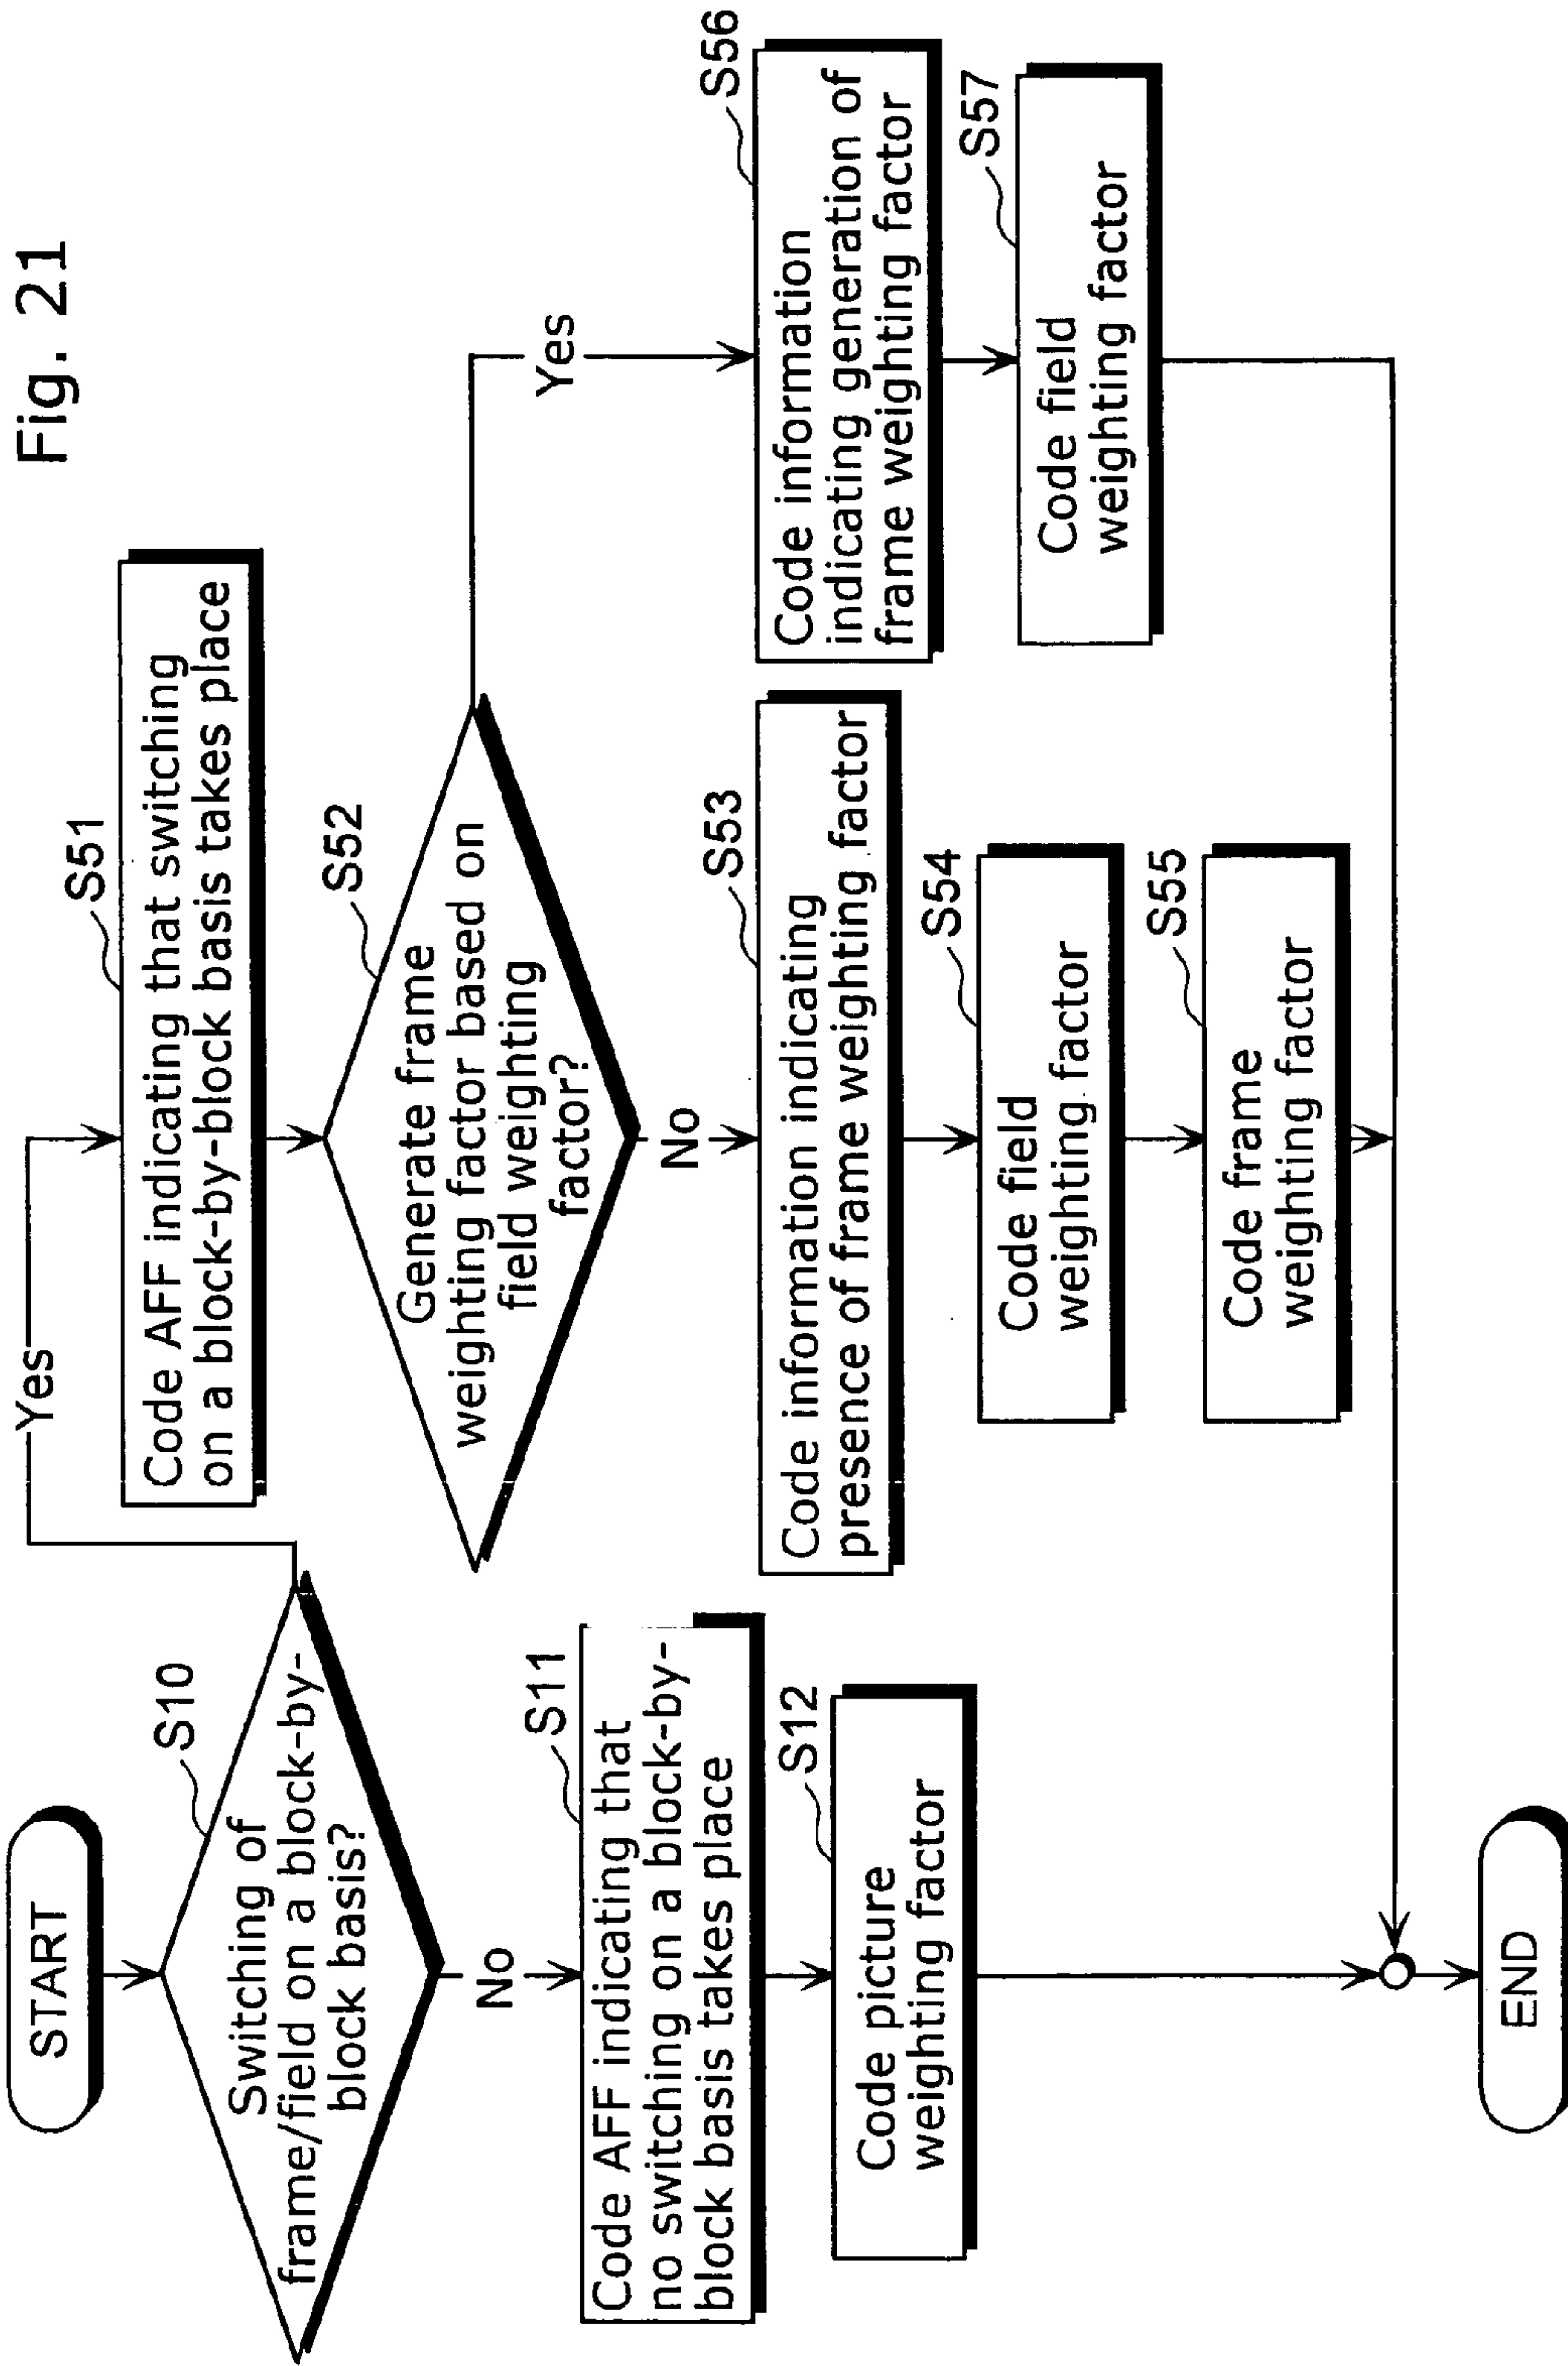 Fig. 21
START
S10
Switching of
frame/field on a block-by-
block basis?
Yes
No
S11
Code AFF indicating that
no switching on a block-by-
block basis takes place
S12
Code picture
weighting factor
S51
Code AFF indicating that switching
on a block-by-block basis takes place
S52
Generate frame
weighting factor based on
field weighting
factor?
Yes
No
S53
Code information indicating
presence of frame weighting factor
S54
Code field
weighting factor
S55
Code frame
weighting factor
S56
Code information
indicating generation of
frame weighting factor
S57
Code field
weighting factor
END